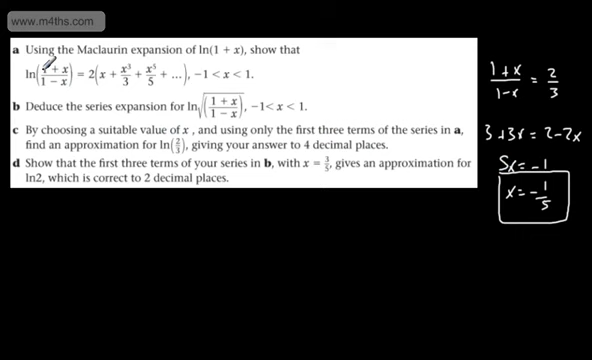 www.m4ths.com
a Using the Maclaurin expansion of ln(1 + x), show that
ln((1 + x)/(1 − x)) = 2(x + x³/3 + x⁵/5 + ...), −1 < x < 1.
b Deduce the series expansion for ln√((1 + x)/(1 − x)), −1 < x < 1.
c By choosing a suitable value of x , and using only the first three terms of the series in a,
find an approximation for ln(2/3), giving your answer to 4 decimal places.
d Show that the first three terms of your series in b, with x = 3/5, gives an approximation for
ln2, which is correct to 2 decimal places.
(1+x)/(1-x) = 2/3
3+3x = 2-2x
5x = -1
x = -1/5